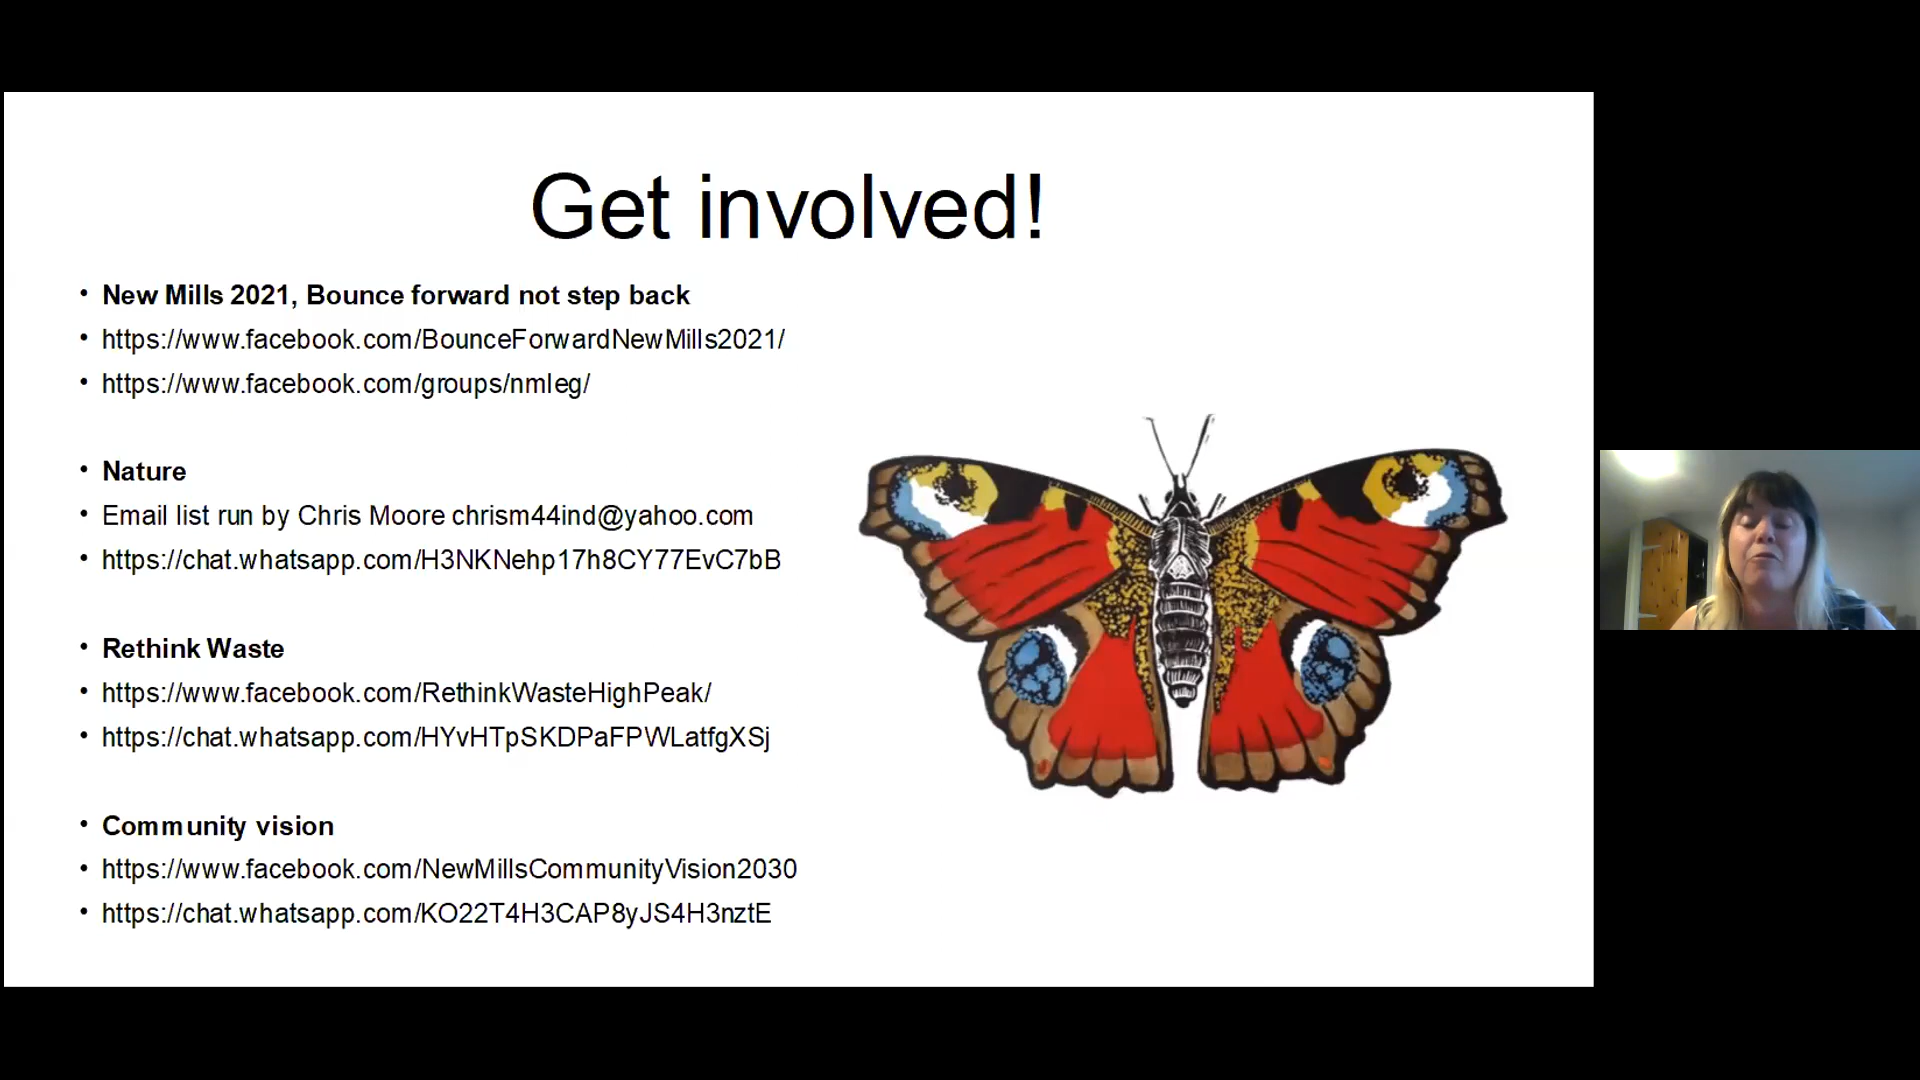 Get involved!
• New Mills 2021, Bounce forward not step back
• https://www.facebook.com/BounceForwardNewMills2021/
• https://www.facebook.com/groups/nmleg/
• Nature
• Email list run by Chris Moore chrism44ind@yahoo.com
• https://chat.whatsapp.com/H3NKNehp17h8CY77EvC7bB
• Rethink Waste
• https://www.facebook.com/RethinkWasteHighPeak/
• https://chat.whatsapp.com/HYvHTpSKDPaFPWLatfgXSj
• Community vision
• https://www.facebook.com/NewMillsCommunityVision2030
• https://chat.whatsapp.com/KO22T4H3CAP8yJS4H3nztE